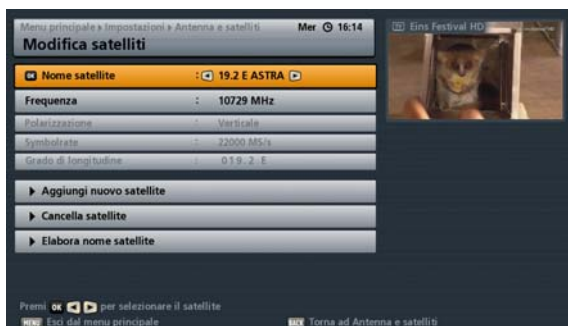 Menu principale › Impostazioni › Antenna e satelliti Mer 16:14
Modifica satelliti
TV Eins Festival HD
OK Nome satellite : 19.2 E ASTRA
Frequenza : 10729 MHz
Polarizzazione : Verticale
Symbolrate : 22000 MS/s
Grado di longitudine : 019.2 E
Aggiungi nuovo satellite
Cancella satellite
Elabora nome satellite
Premi OK per selezionare il satellite
MENU Esci dal menu principale BACK Torna ad Antenna e satelliti